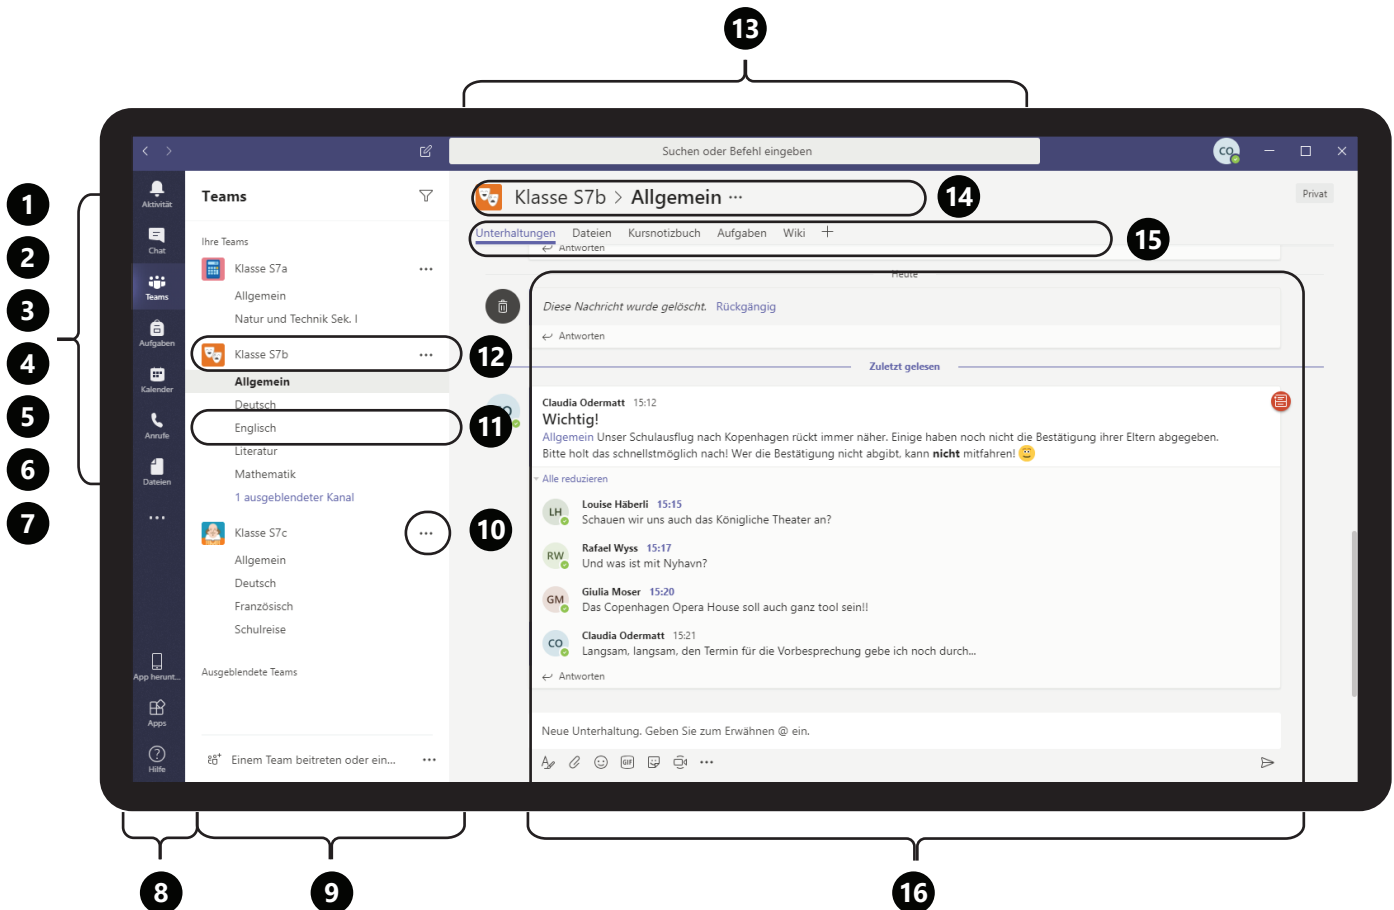 13
Suchen oder Befehl eingeben
CO
1
2
3
4
5
6
7
Aktivität
Chat
Teams
Aufgaben
Kalender
Anrufe
Dateien
App herunt...
Apps
Hilfe
Teams
Ihre Teams
Klasse S7a
Allgemein
Natur und Technik Sek. I
Klasse S7b
12
Allgemein
Deutsch
Englisch
11
Literatur
Mathematik
1 ausgeblendeter Kanal
Klasse S7c
10
Allgemein
Deutsch
Französisch
Schulreise
Ausgeblendete Teams
Einem Team beitreten oder ein...
Klasse S7b > Allgemein ...
14
Privat
Unterhaltungen Dateien Kursnotizbuch Aufgaben Wiki +
15
Antworten
Heute
Diese Nachricht wurde gelöscht. Rückgängig
Antworten
Zuletzt gelesen
CO
Claudia Odermatt 15:12
Wichtig!
Allgemein Unser Schulausflug nach Kopenhagen rückt immer näher. Einige haben noch nicht die Bestätigung ihrer Eltern abgegeben.
Bitte holt das schnellstmöglich nach! Wer die Bestätigung nicht abgibt, kann nicht mitfahren!
Alle reduzieren
LH
Louise Häberli 15:15
Schauen wir uns auch das Königliche Theater an?
RW
Rafael Wyss 15:17
Und was ist mit Nyhavn?
GM
Giulia Moser 15:20
Das Copenhagen Opera House soll auch ganz tool sein!!
CO
Claudia Odermatt 15:21
Langsam, langsam, den Termin für die Vorbesprechung gebe ich noch durch...
Antworten
Neue Unterhaltung. Geben Sie zum Erwähnen @ ein.
GIF
8
9
16